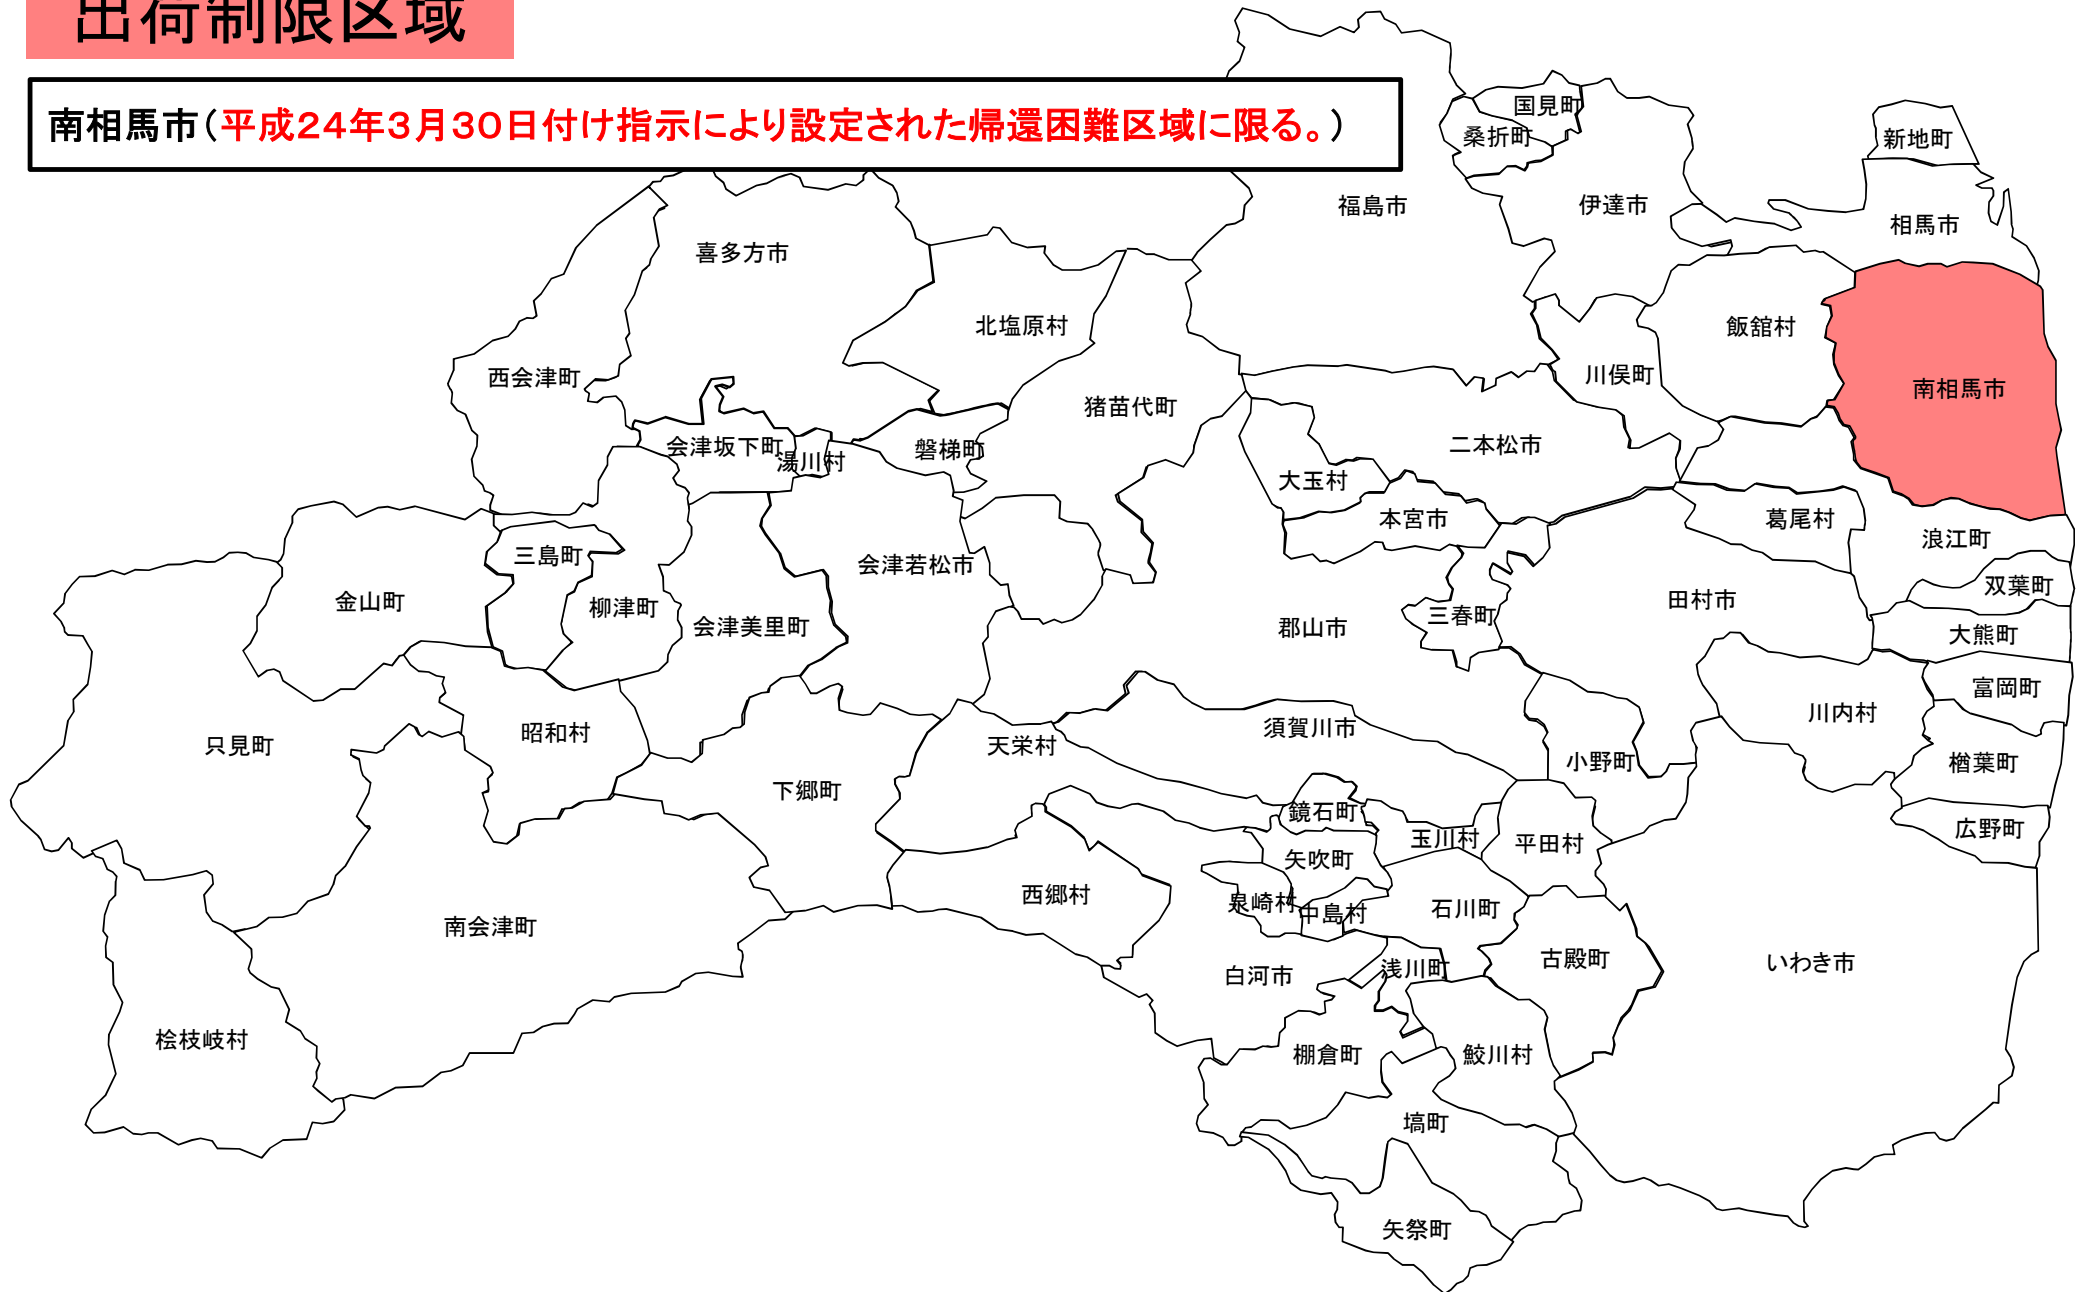 出荷制限区域
南相馬市（平成２４年３月３０日付け指示により設定された帰還困難区域に限る。）
国見町
桑折町
新地町
福島市
伊達市
相馬市
喜多方市
北塩原村
飯舘村
西会津町
川俣町
南相馬市
猪苗代町
会津坂下町
湯川村
磐梯町
二本松市
大玉村
本宮市
葛尾村
浪江町
三島町
会津若松市
双葉町
金山町
柳津町
会津美里町
郡山市
三春町
田村市
大熊町
富岡町
只見町
昭和村
天栄村
須賀川市
川内村
小野町
楢葉町
下郷町
鏡石町
玉川村
平田村
広野町
矢吹町
西郷村
泉崎村
中島村
石川町
南会津町
古殿町
いわき市
白河市
浅川町
桧枝岐村
棚倉町
鮫川村
塙町
矢祭町